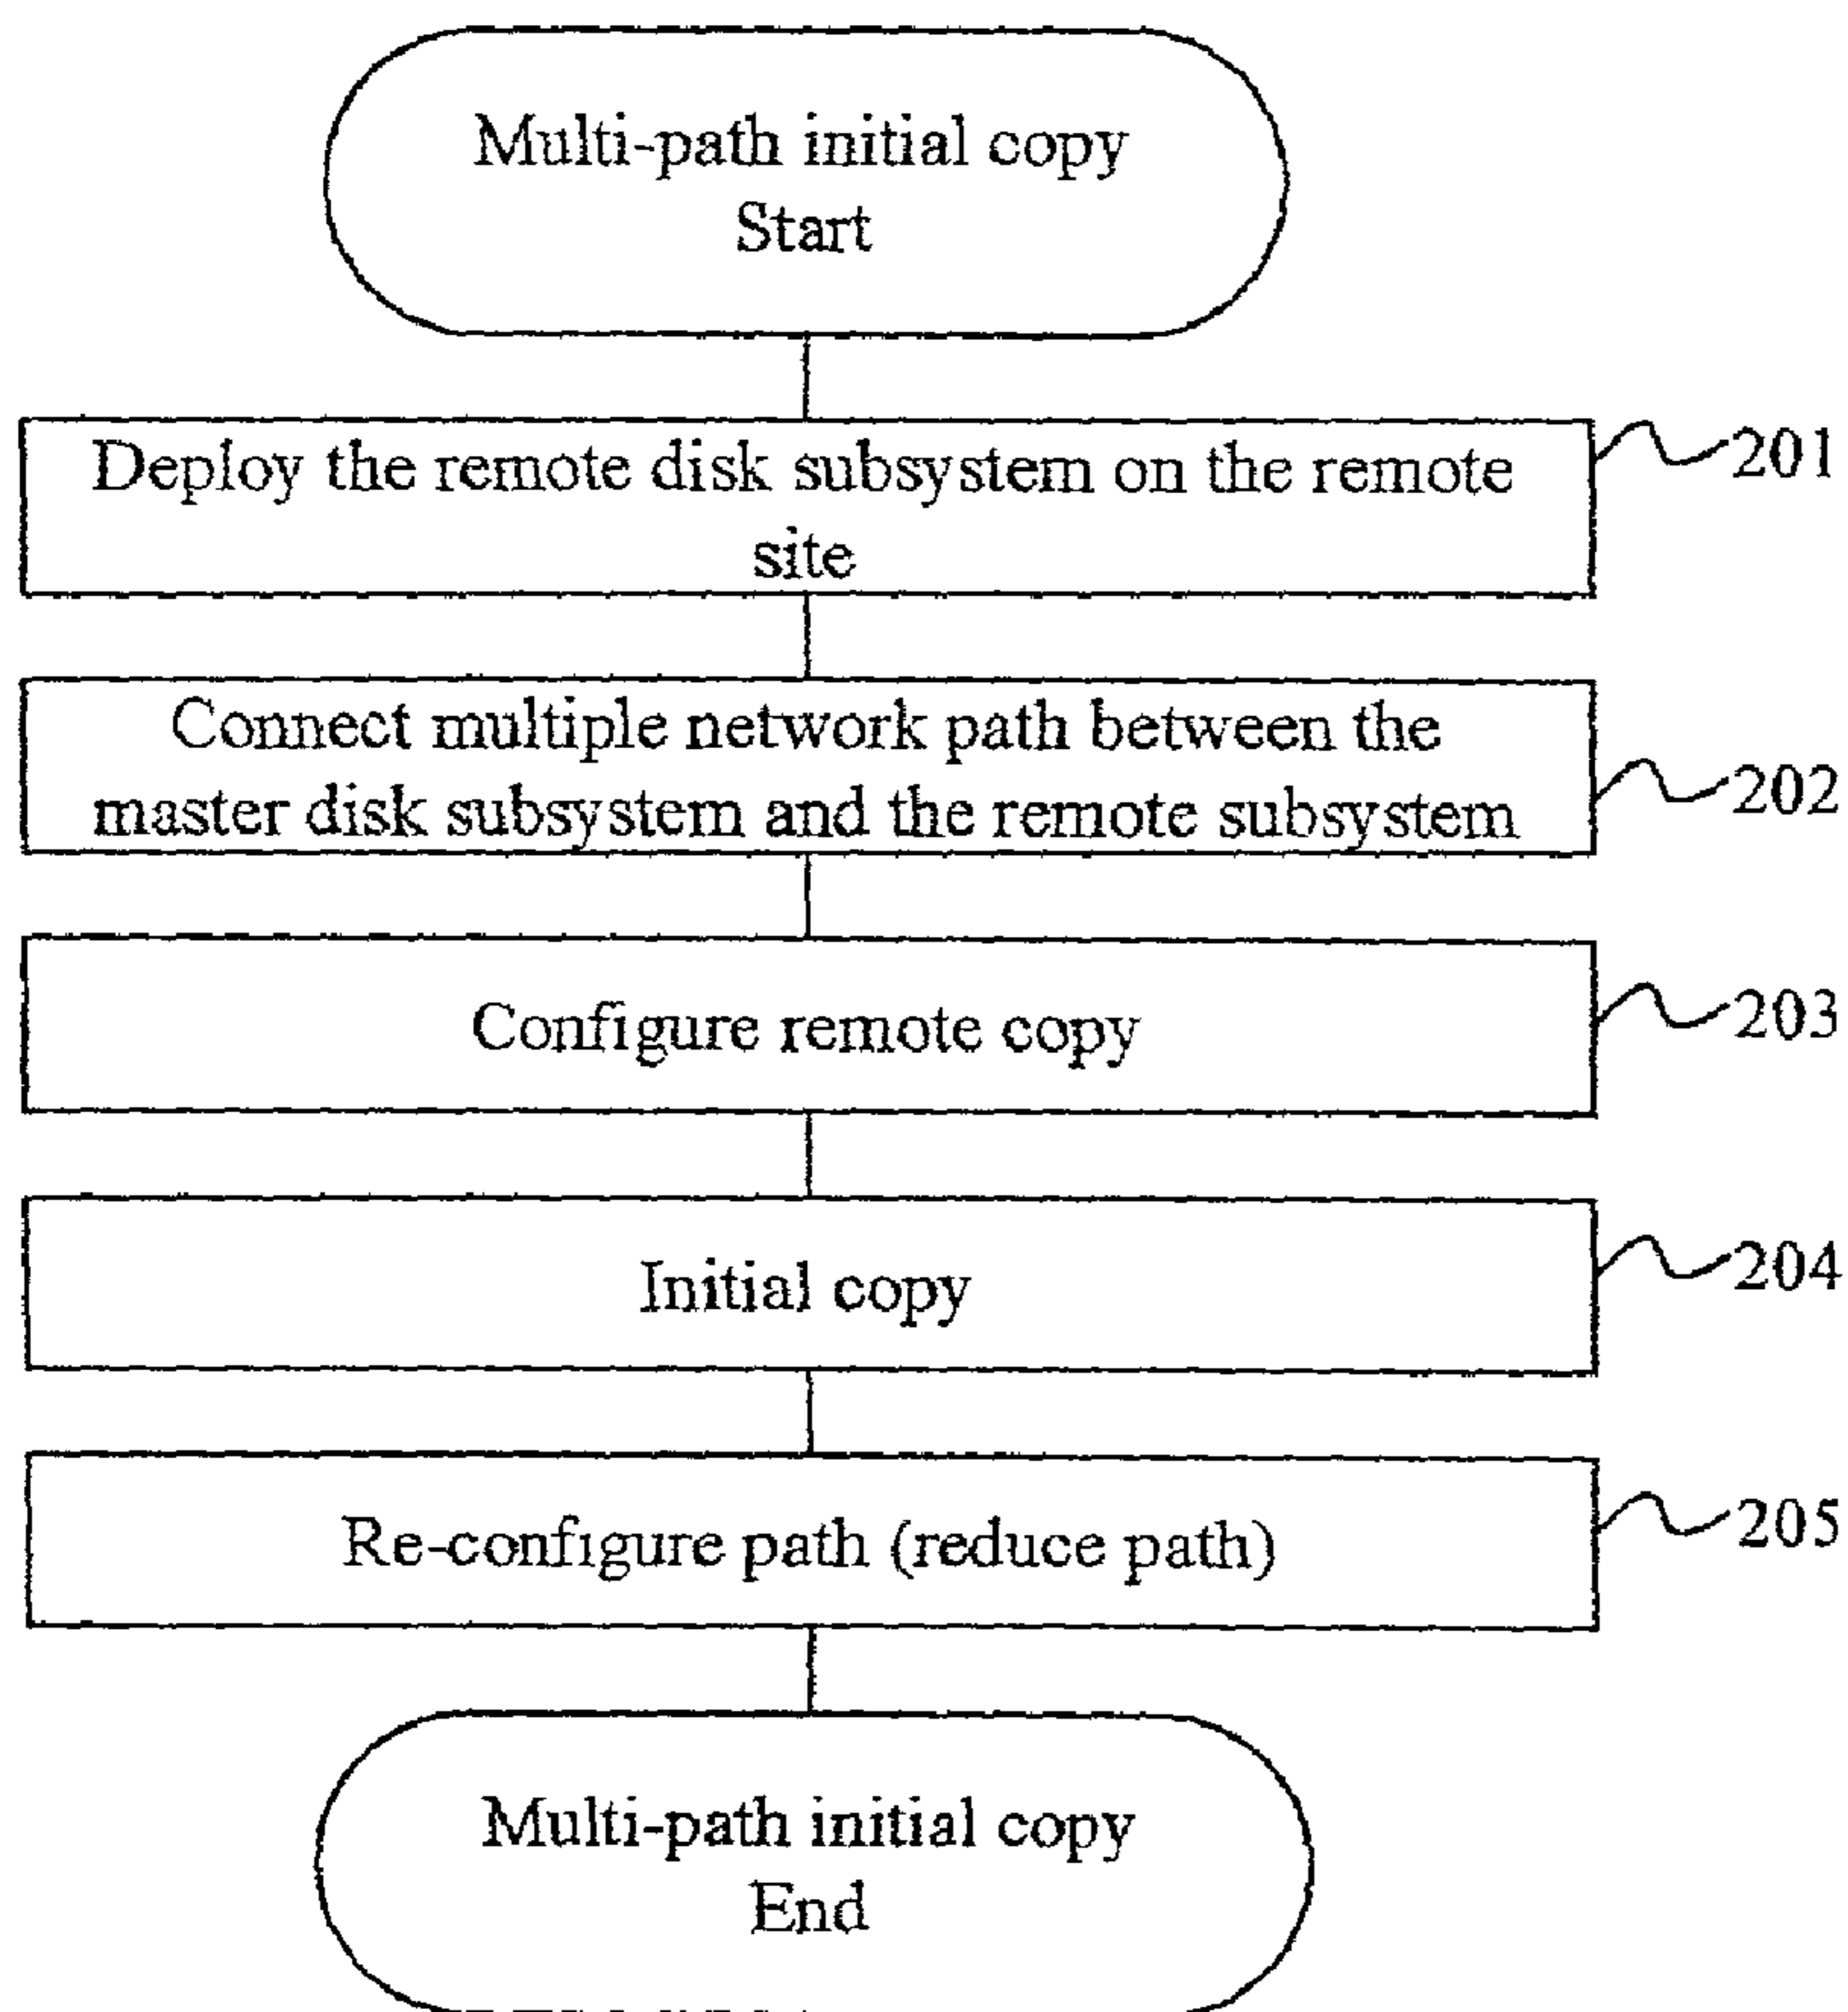 Multi-path initial copy
Start
Deploy the remote disk subsystem on the remote
site
201
Connect multiple network path between the
master disk subsystem and the remote subsystem
202
Configure remote copy
203
Initial copy
204
Re-configure path (reduce path)
205
Multi-path initial copy
End